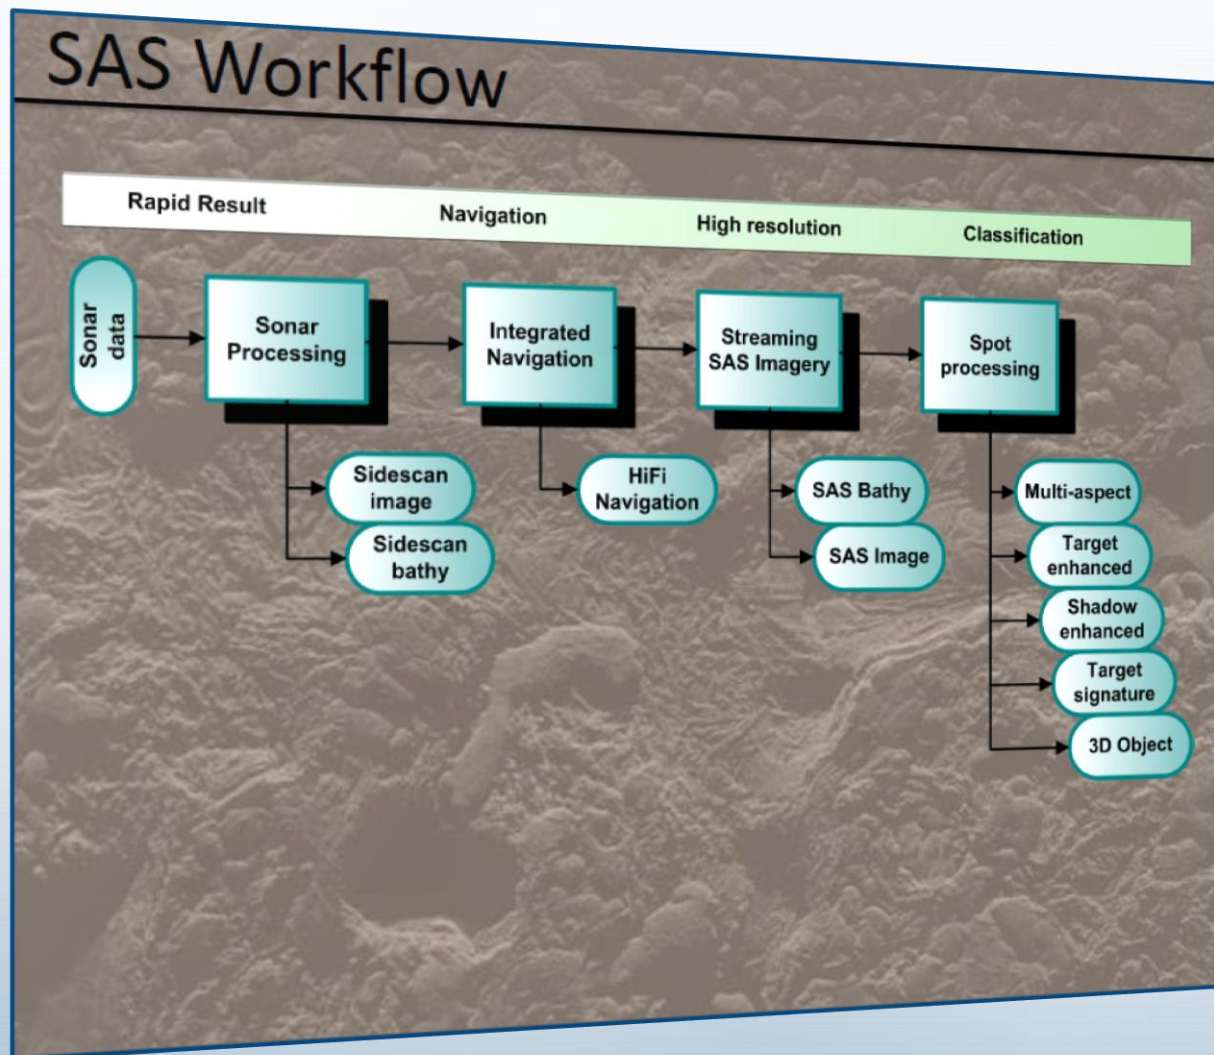 SAS Workflow
Rapid Result
Navigation
High resolution
Classification
Sonar
data
Sonar
Processing
Integrated
Navigation
Streaming
SAS Imagery
Spot
processing
Sidescan
image
Sidescan
bathy
HiFi
Navigation
SAS Bathy
SAS Image
Multi-aspect
Target
enhanced
Shadow
enhanced
Target
signature
3D Object